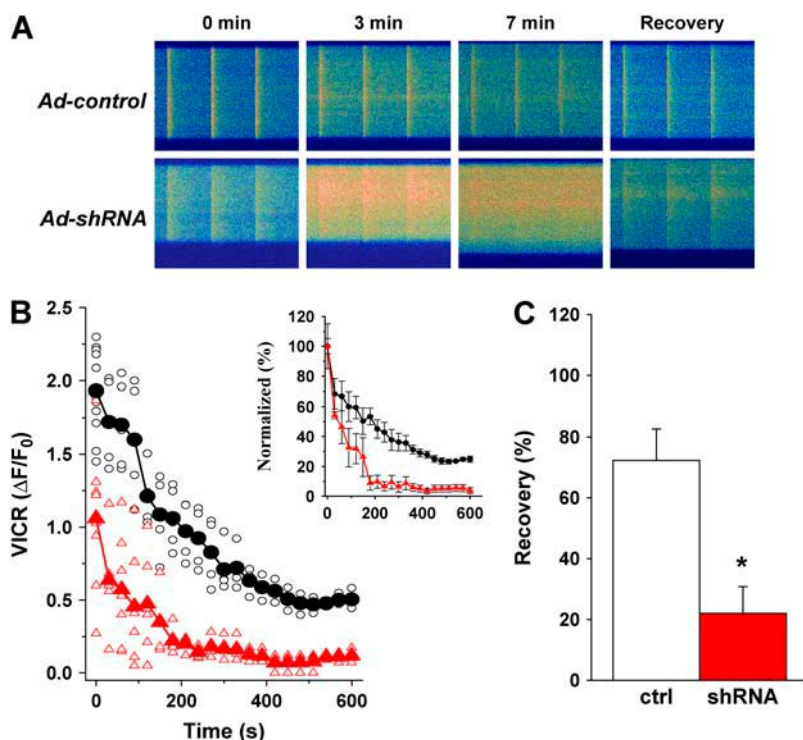 A
0 min 3 min 7 min Recovery
Ad-control
Ad-shRNA
B
VICR (ΔF/F0)
2.5
2.0
1.5
1.0
0.5
0.0
0 200 400 600
Time (s)
Normalized (%)
120
100
80
60
40
20
0
0 200 400 600
C
Recovery (%)
120
100
80
60
40
20
0
*
ctrl shRNA